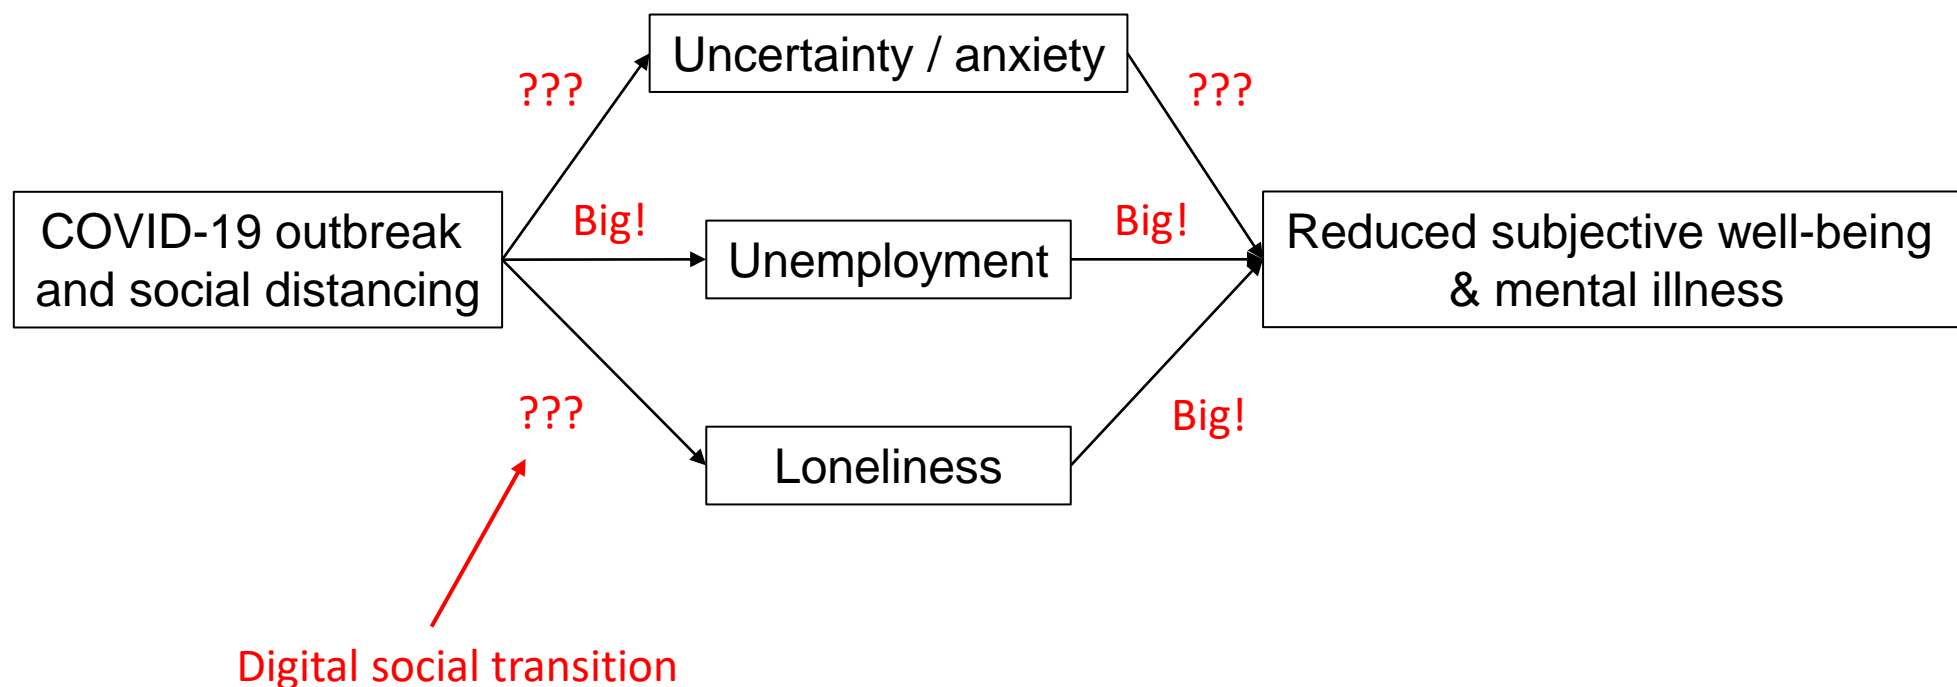 Uncertainty / anxiety
???
???
COVID-19 outbreak
and social distancing
Big!
Unemployment
Big!
Reduced subjective well-being
& mental illness
???
Loneliness
Big!
Digital social transition